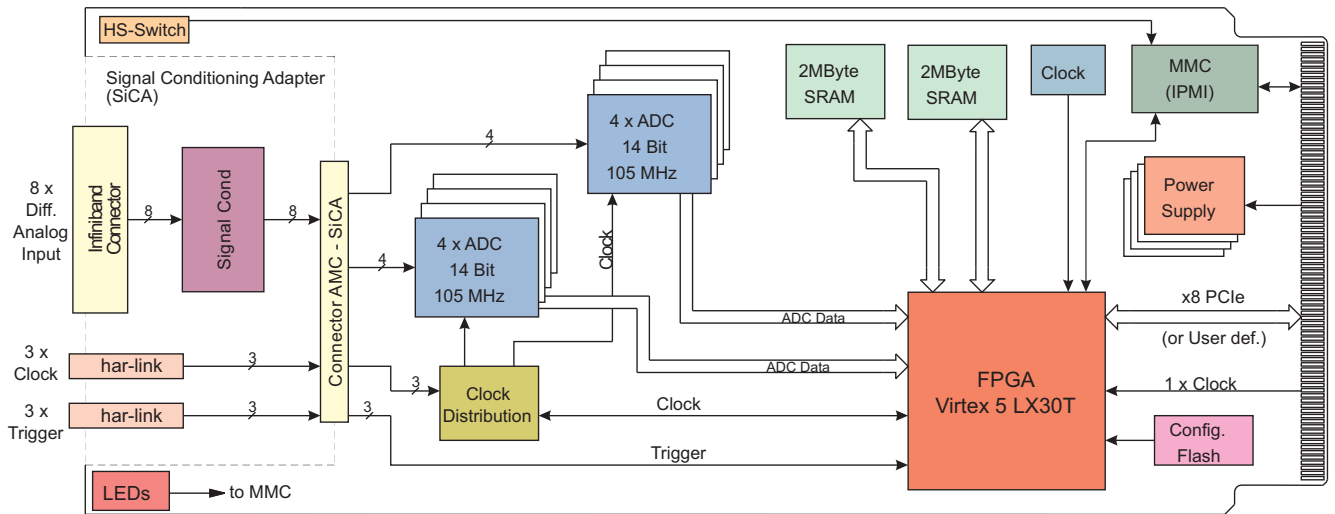 HS-Switch
Signal Conditioning Adapter
(SiCA)
8 x
Diff.
Analog
Input
Infiniband
Connector
8
Signal Cond
8
Connector AMC - SiCA
4
4 x ADC
14 Bit
105 MHz
4
4 x ADC
14 Bit
105 MHz
Clock
2MByte
SRAM
2MByte
SRAM
Clock
MMC
(IPMI)
Power
Supply
ADC Data
ADC Data
x8 PCIe
(or User def.)
FPGA
Virtex 5 LX30T
1 x Clock
Config.
Flash
3 x
Clock
har-link
3
3
Clock
Distribution
Clock
3 x
Trigger
har-link
3
3
Trigger
LEDs
to MMC